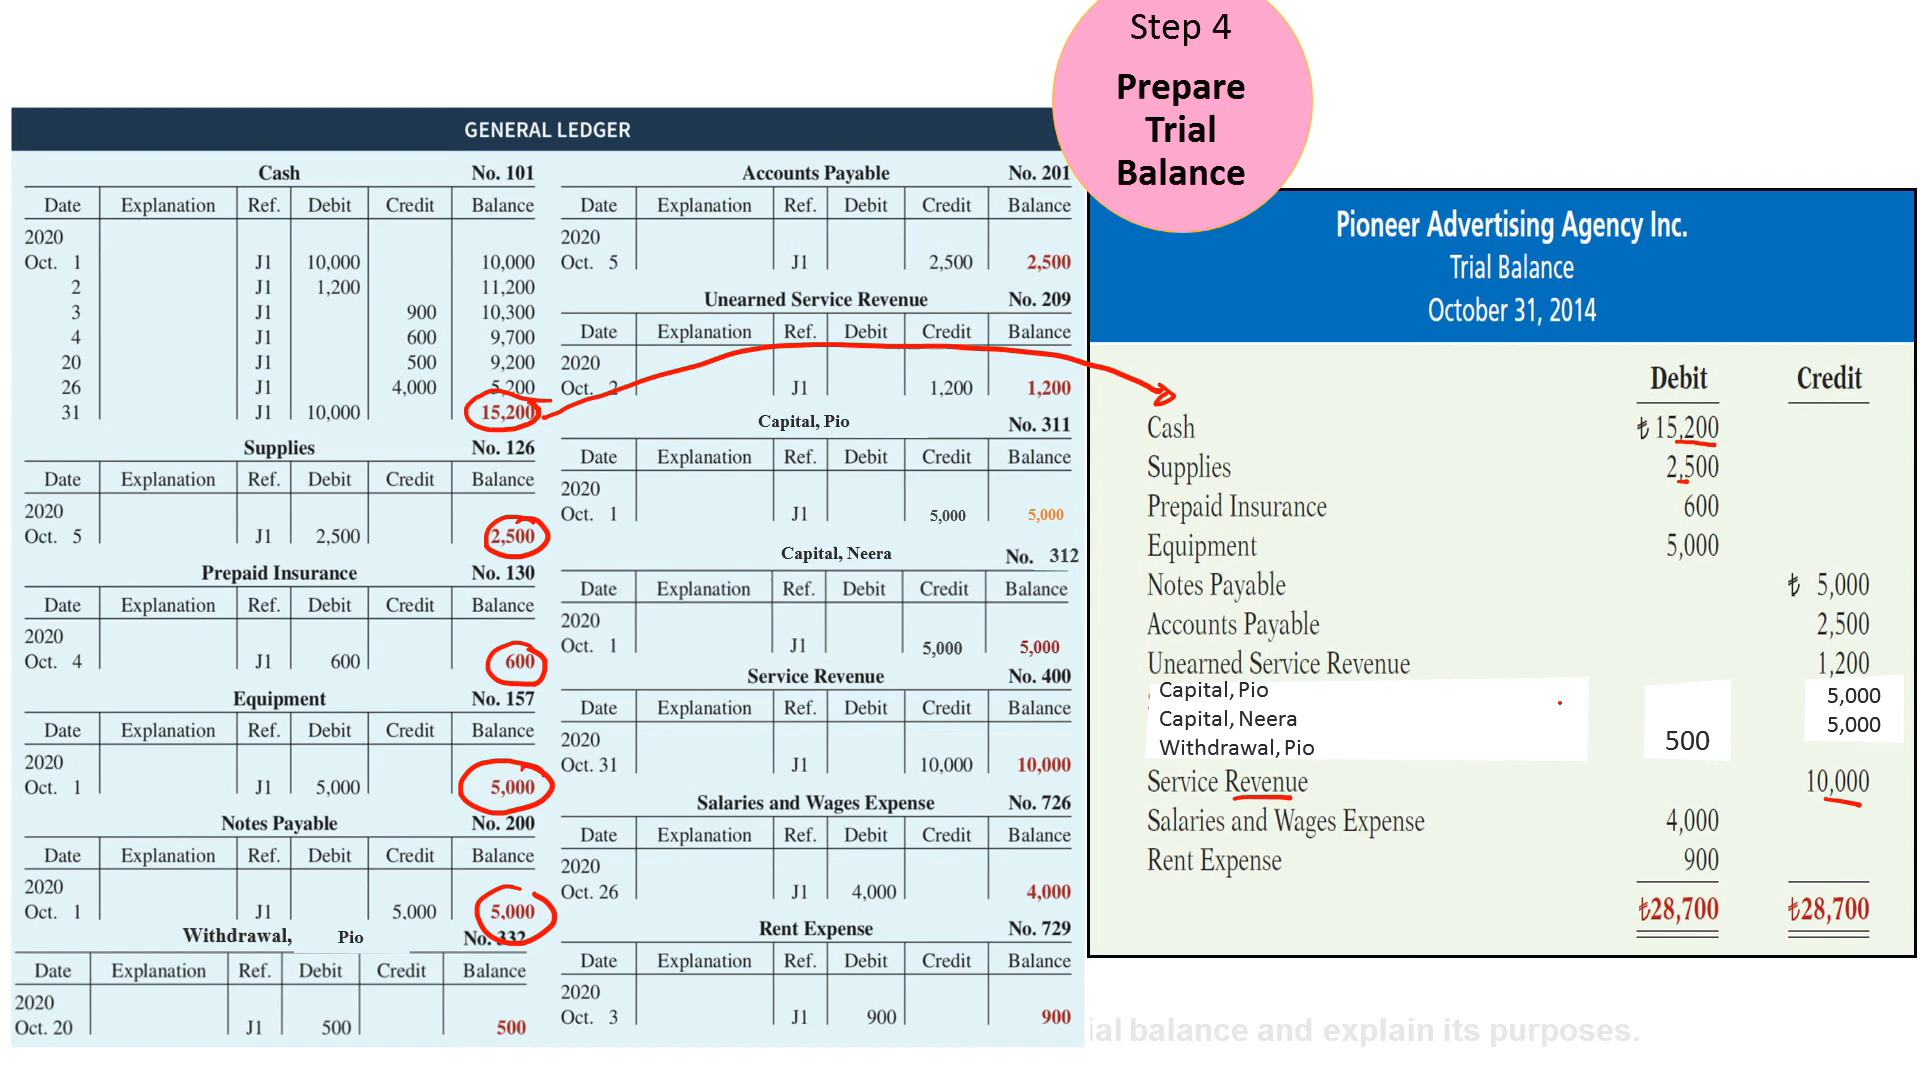 Step 4
Prepare
Trial
Balance
GENERAL LEDGER
Cash No. 101
Date Explanation Ref. Debit Credit Balance
2020
Oct. 1 J1 10,000 10,000
2 J1 1,200 11,200
3 J1 900 10,300
4 J1 600 9,700
20 J1 500 9,200
26 J1 4,000 5,200
31 J1 10,000 15,200
Supplies No. 126
Date Explanation Ref. Debit Credit Balance
2020
Oct. 5 J1 2,500 2,500
Prepaid Insurance No. 130
Date Explanation Ref. Debit Credit Balance
2020
Oct. 4 J1 600 600
Equipment No. 157
Date Explanation Ref. Debit Credit Balance
2020
Oct. 1 J1 5,000 5,000
Notes Payable No. 200
Date Explanation Ref. Debit Credit Balance
2020
Oct. 1 J1 5,000 5,000
Withdrawal, Pio No. 332
Date Explanation Ref. Debit Credit Balance
2020
Oct. 20 J1 500 500
Accounts Payable No. 201
Date Explanation Ref. Debit Credit Balance
2020
Oct. 5 J1 2,500 2,500
Unearned Service Revenue No. 209
Date Explanation Ref. Debit Credit Balance
2020
Oct. 2 J1 1,200 1,200
Capital, Pio No. 311
Date Explanation Ref. Debit Credit Balance
2020
Oct. 1 J1 5,000 5,000
Capital, Neera No. 312
Date Explanation Ref. Debit Credit Balance
2020
Oct. 1 J1 5,000 5,000
Service Revenue No. 400
Date Explanation Ref. Debit Credit Balance
2020
Oct. 31 J1 10,000 10,000
Salaries and Wages Expense No. 726
Date Explanation Ref. Debit Credit Balance
2020
Oct. 26 J1 4,000 4,000
Rent Expense No. 729
Date Explanation Ref. Debit Credit Balance
2020
Oct. 3 J1 900 900
Pioneer Advertising Agency Inc.
Trial Balance
October 31, 2014
Debit Credit
Cash ₺ 15,200
Supplies 2,500
Prepaid Insurance 600
Equipment 5,000
Notes Payable ₺ 5,000
Accounts Payable 2,500
Unearned Service Revenue 1,200
Capital, Pio 5,000
Capital, Neera 5,000
Withdrawal, Pio 500
Service Revenue 10,000
Salaries and Wages Expense 4,000
Rent Expense 900
₺28,700 ₺28,700
ial balance and explain its purposes.